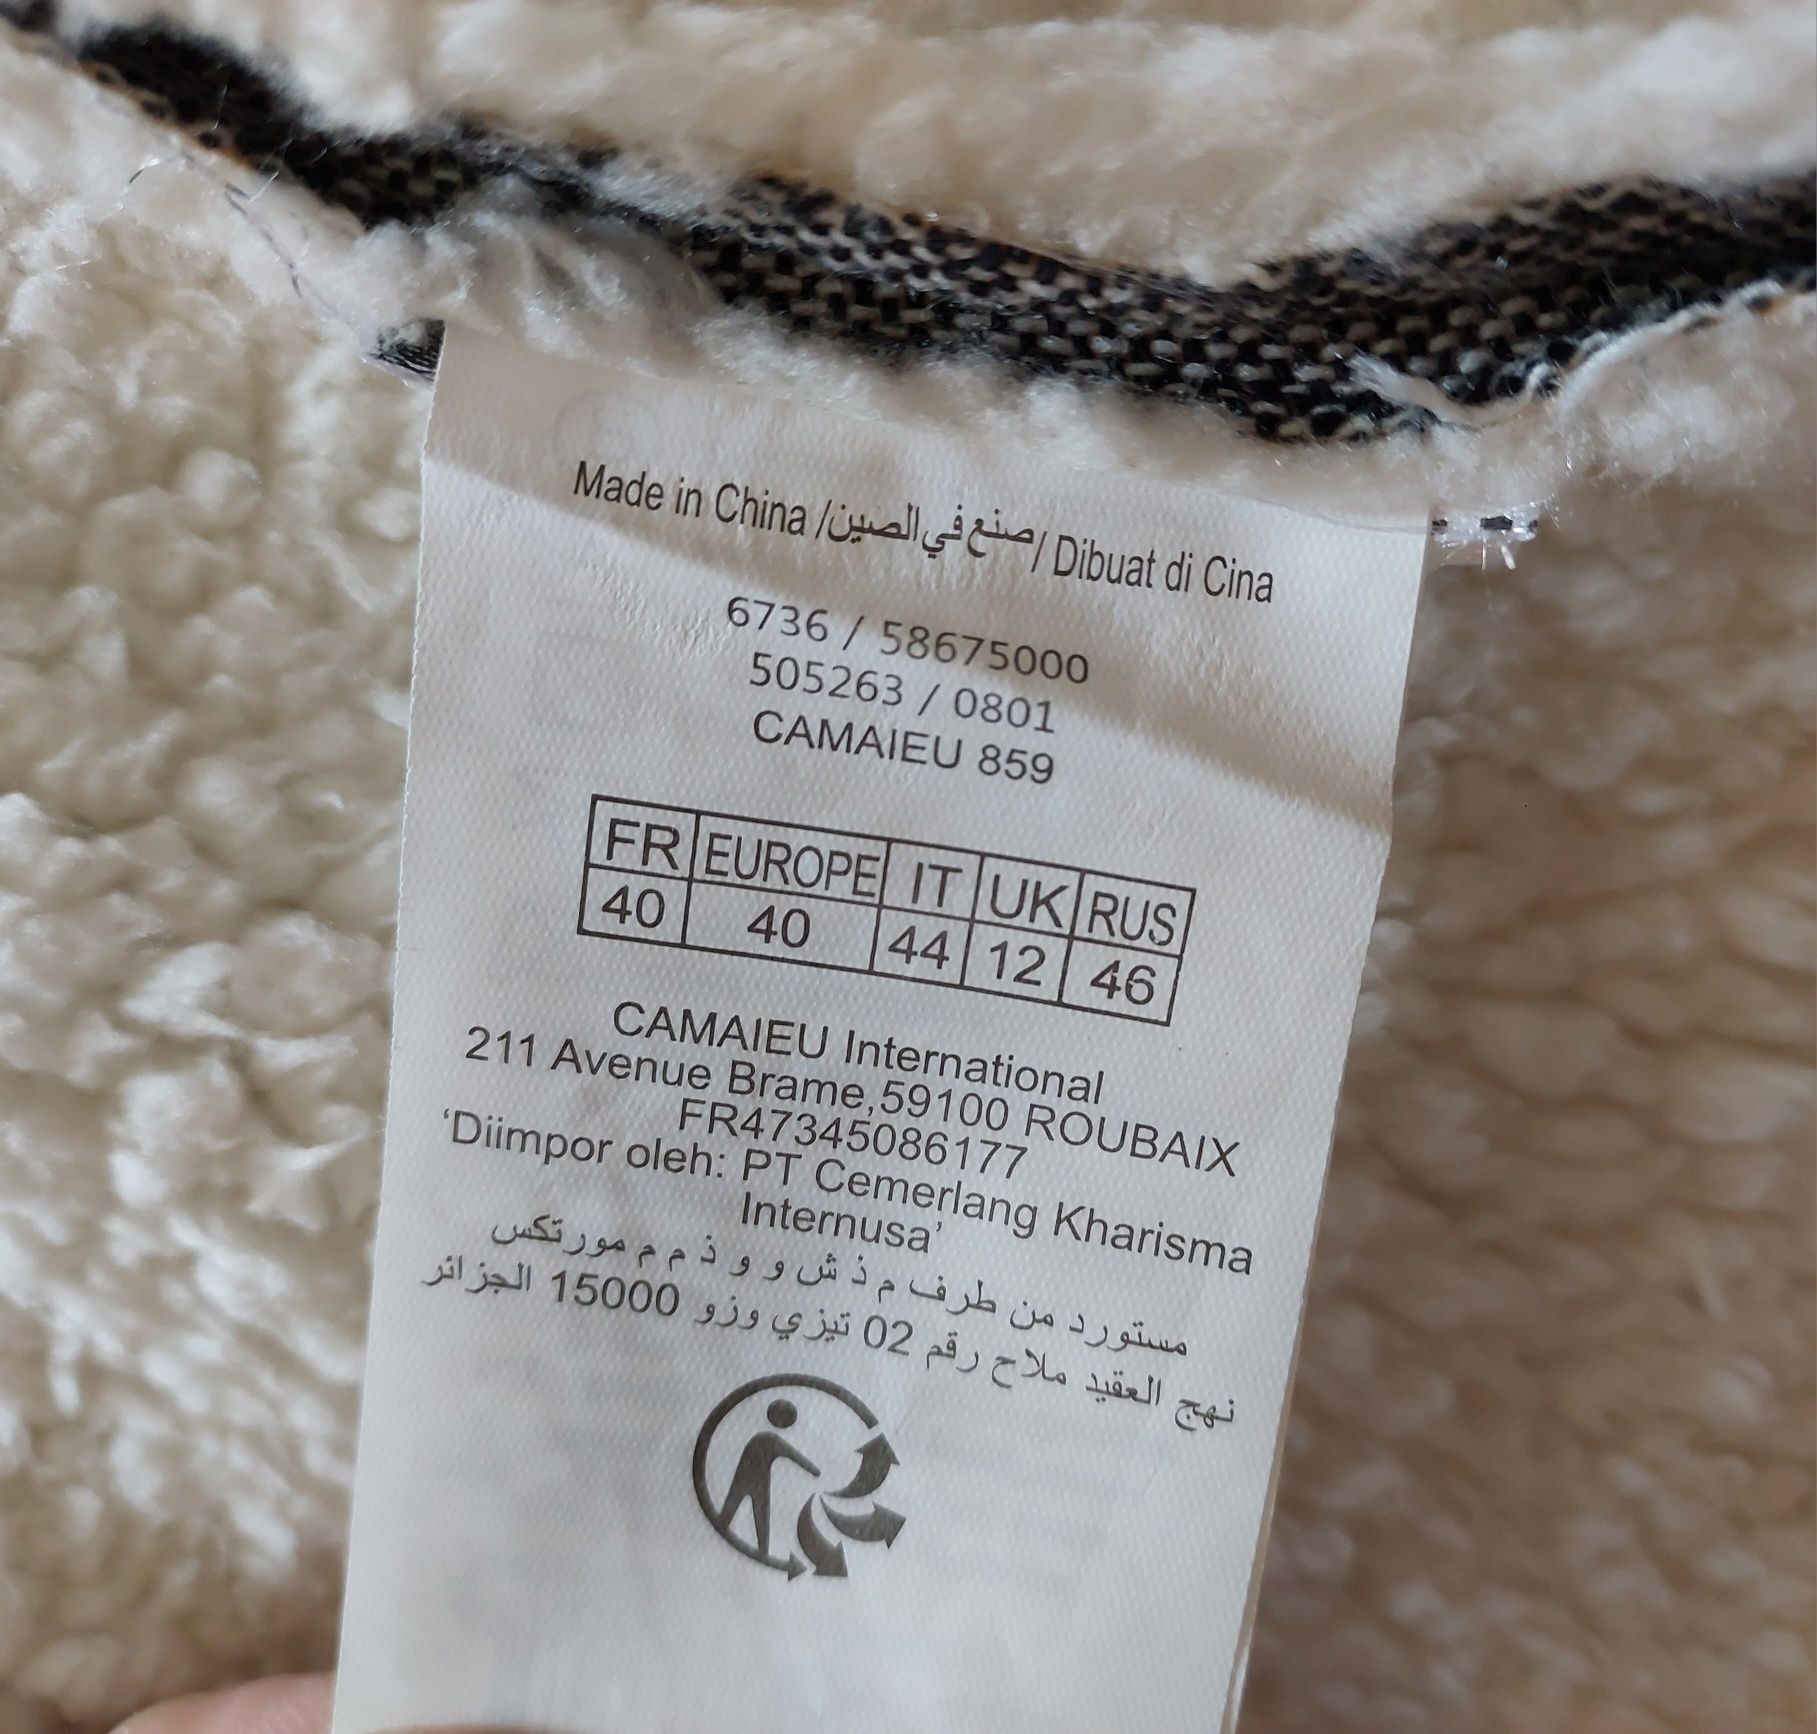 Made in China / صنع في الصين / Dibuat di Cina
6736 / 58675000
505263 / 0801
CAMAIEU 859
FR EUROPE IT UK RUS
40 40 44 12 46
CAMAIEU International
211 Avenue Brame,59100 ROUBAIX
FR47345086177
‘Diimpor oleh: PT Cemerlang Kharisma
Internusa’
مستورد من طرف م ذ ش و و ذ م م مورتكس
نهج العقيد ملاح رقم 02 تيزي وزو 15000 الجزائر